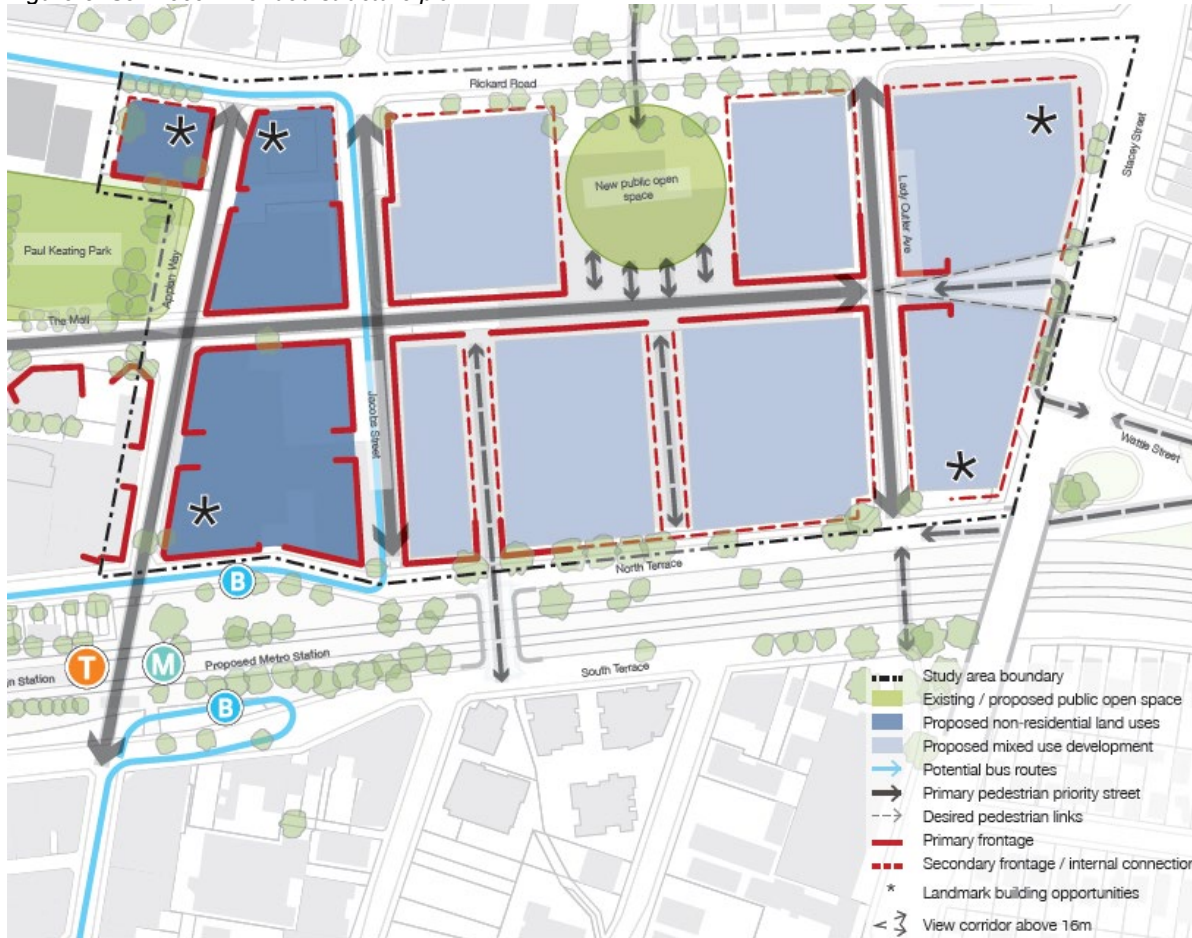 Rickard Road
Stacey Street
New public open
space
Lady Cutler Ave
Paul Keating Park
Appian Way
The Mall
Jacobs Street
Wattle Street
North Terrace
B
T
M
Proposed Metro Station
Station
South Terrace
B
Study area boundary
Existing / proposed public open space
Proposed non-residential land uses
Proposed mixed use development
Potential bus routes
Primary pedestrian priority street
Desired pedestrian links
Primary frontage
Secondary frontage / internal connection
Landmark building opportunities
View corridor above 16m